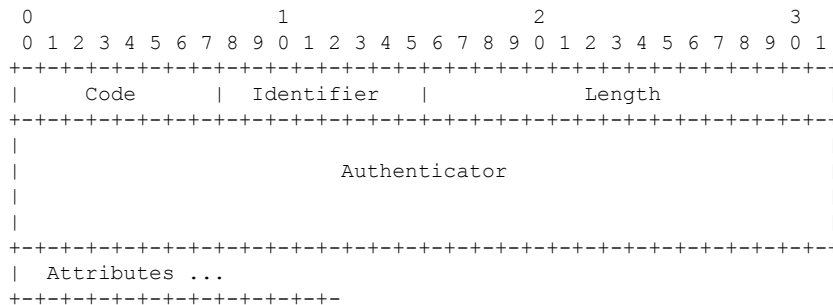 0                   1                   2                   3
0 1 2 3 4 5 6 7 8 9 0 1 2 3 4 5 6 7 8 9 0 1 2 3 4 5 6 7 8 9 0 1
+-+-+-+-+-+-+-+-+-+-+-+-+-+-+-+-+-+-+-+-+-+-+-+-+-+-+-+-+-+-+-+-
|     Code      |  Identifier   |            Length
+-+-+-+-+-+-+-+-+-+-+-+-+-+-+-+-+-+-+-+-+-+-+-+-+-+-+-+-+-+-+-+-
|
|                         Authenticator
|
|
+-+-+-+-+-+-+-+-+-+-+-+-+-+-+-+-+-+-+-+-+-+-+-+-+-+-+-+-+-+-+-+-
|  Attributes ...
+-+-+-+-+-+-+-+-+-+-+-+-+-